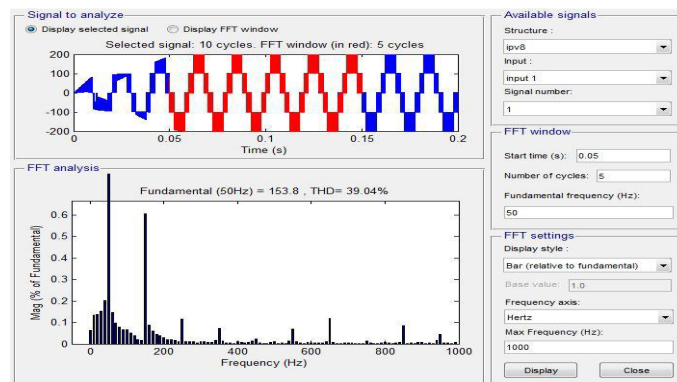 Signal to analyze
Display selected signal Display FFT window
Selected signal: 10 cycles. FFT window (in red): 5 cycles
200
100
0
-100
-200
0 0.05 0.1 0.15 0.2
Time (s)
FFT analysis
Fundamental (50Hz) = 153.8 , THD= 39.04%
Mag (% of Fundamental)
0.6
0.5
0.4
0.3
0.2
0.1
0
0 200 400 600 800 1000
Frequency (Hz)
Available signals
Structure :
ipv8
Input :
input 1
Signal number:
1
FFT window
Start time (s): 0.05
Number of cycles: 5
Fundamental frequency (Hz):
50
FFT settings
Display style :
Bar (relative to fundamental)
Base value: 1.0
Frequency axis:
Hertz
Max Frequency (Hz):
1000
Display Close